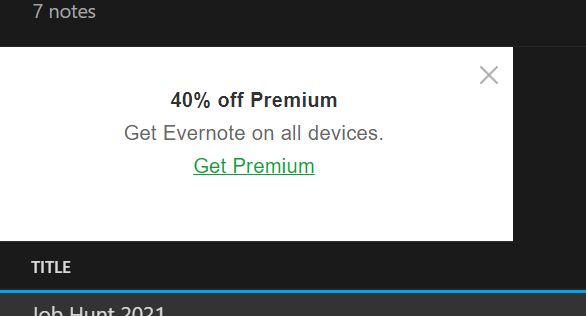 7 notes
40% off Premium
Get Evernote on all devices.
Get Premium
TITLE
Job Hunt 2021